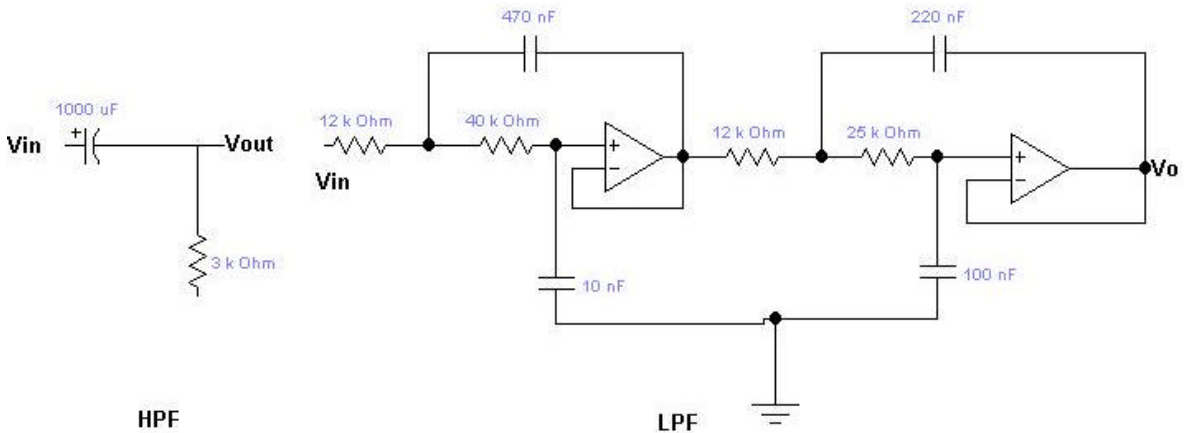 470 nF
220 nF
1000 uF
Vin
Vout
12 k Ohm
40 k Ohm
12 k Ohm
25 k Ohm
Vin
Vo
3 k Ohm
10 nF
100 nF
HPF
LPF